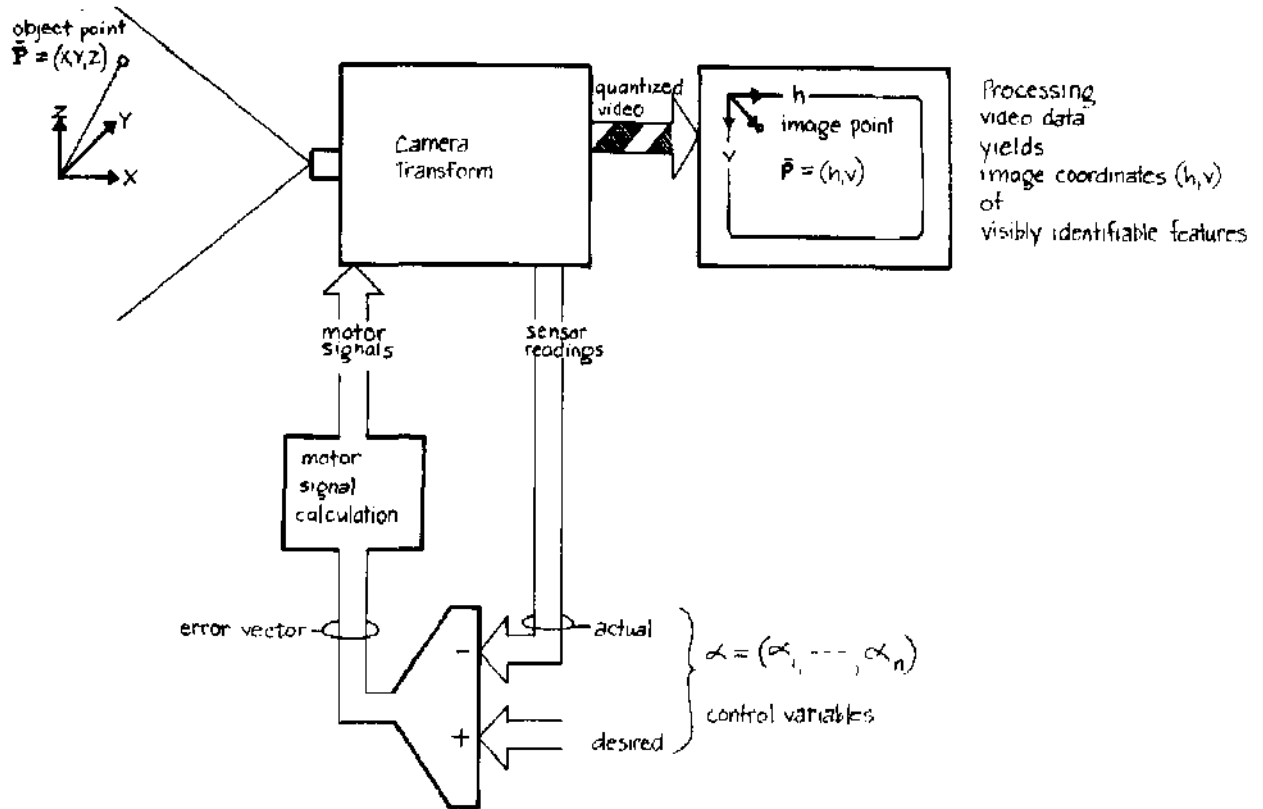 object point
P̄ = (X,Y,Z)
Z
Y
X
Camera
Transform
quantized
video
h
image point
v
P̄ = (h,v)
Processing
video data
yields
image coordinates (h,v)
of
visibly identifiable features
motor
signals
sensor
readings
motor
signal
calculation
error vector
actual
-
+
desired
α = (α₁, ---, αₙ)
control variables